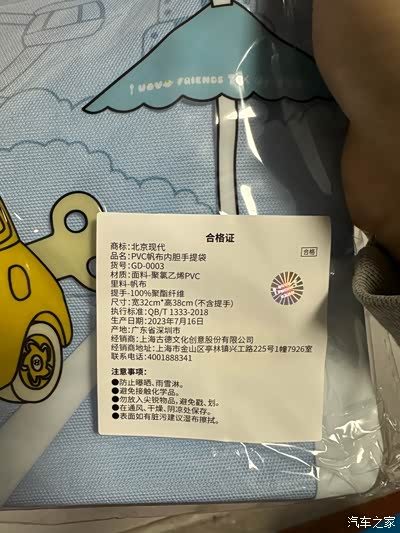 I LOVE FRIENDS
合格证
合格
商标:北京现代
品名:PVC帆布内胆手提袋
货号:GD-0003
材质:面料-聚氯乙烯PVC
里料-帆布
提手-100%聚酯纤维
尺寸:宽32cm*高38cm(不含提手)
执行标准:QB/T 1333-2018
生产日期:2023年7月16日
产地:广东省深圳市
经销商:上海古德文化创意股份有限公司
经销商地址:上海市金山区亭林镇兴工路225号1幢7926室
联系电话:4001888341
注意事项:
●防止曝晒、雨雪淋。
●避免接触化学品。
●勿放入尖锐物品,避免戳、划。
●在通风、干燥、阴凉处保存。
●表面如有脏污建议湿布擦拭。
汽车之家